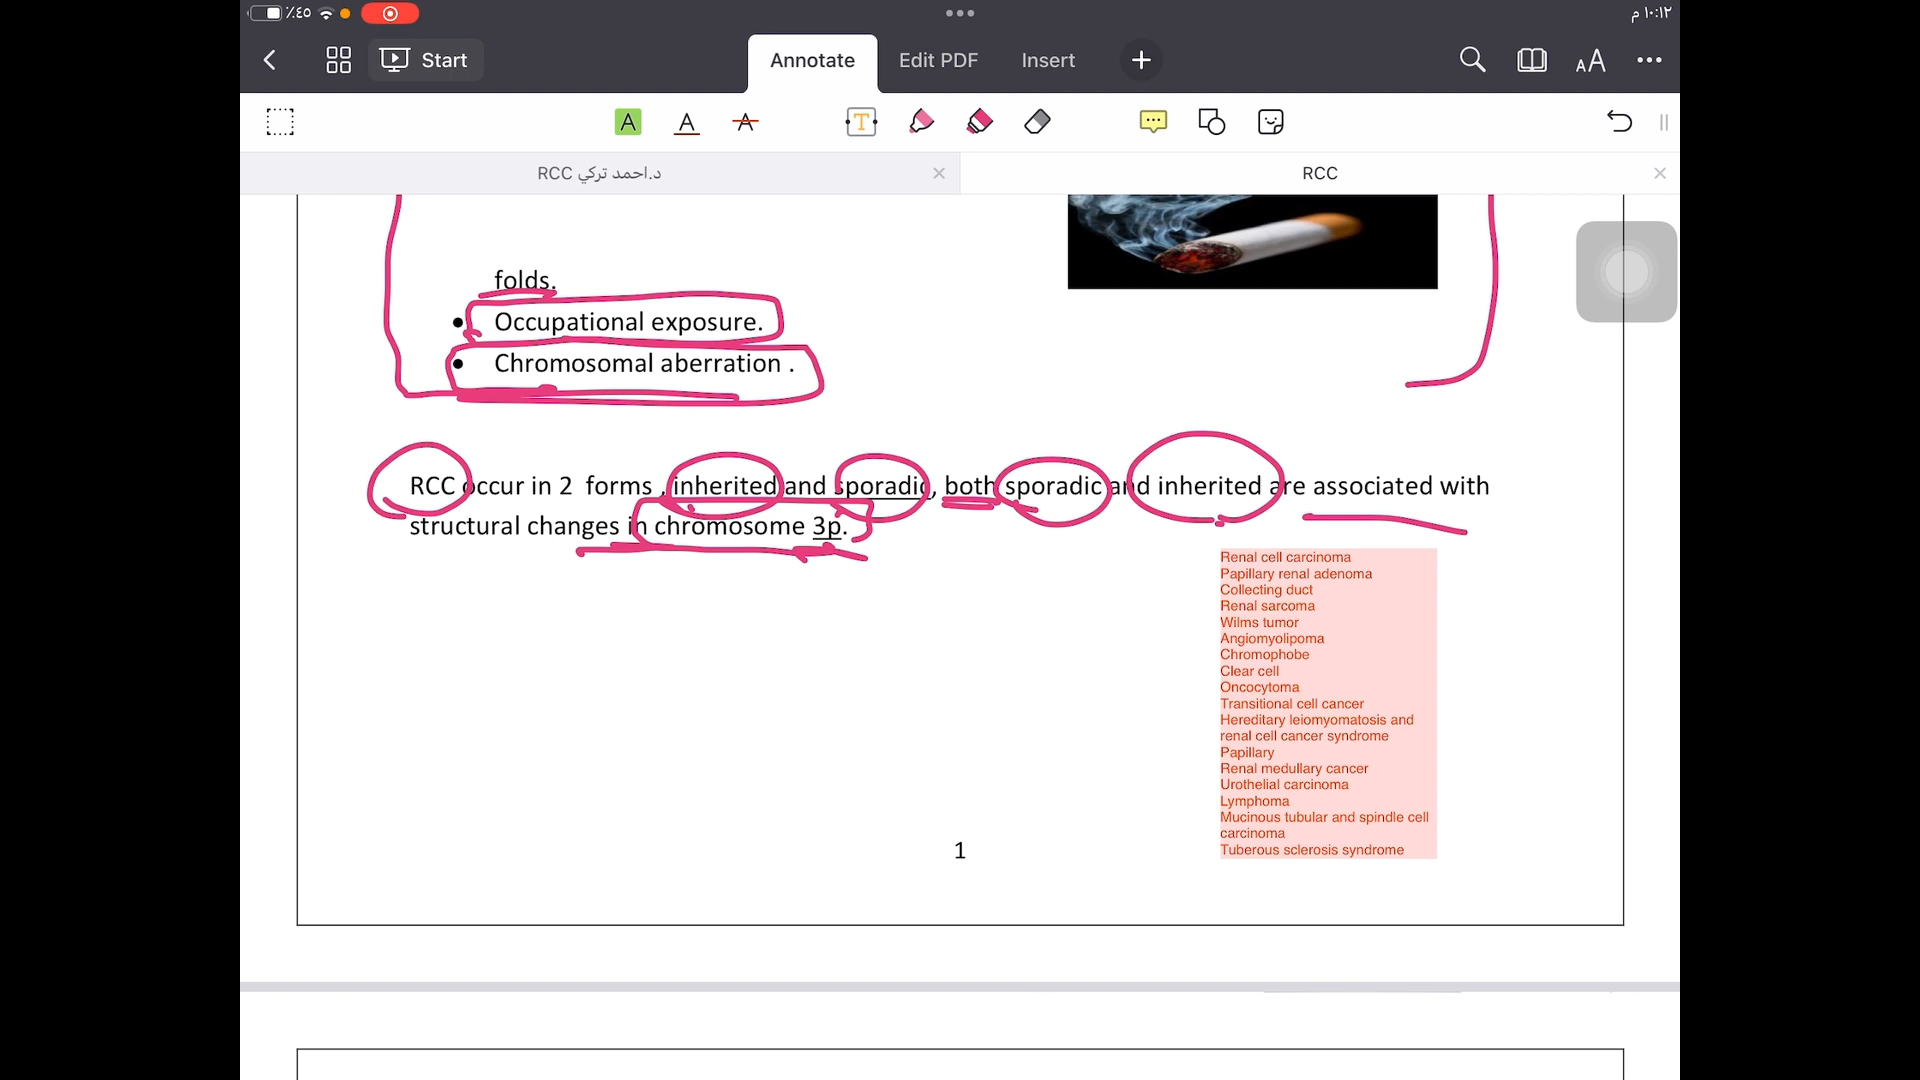 ٪٤٥
١٠:١٢ م
Start
Annotate
Edit PDF
Insert
AA
A
A
A
T
RCC د.احمد تركي
RCC
folds.
• Occupational exposure.
• Chromosomal aberration .
RCC occur in 2 forms , inherited and sporadic, both sporadic and inherited are associated with
structural changes in chromosome 3p.
Renal cell carcinoma
Papillary renal adenoma
Collecting duct
Renal sarcoma
Wilms tumor
Angiomyolipoma
Chromophobe
Clear cell
Oncocytoma
Transitional cell cancer
Hereditary leiomyomatosis and
renal cell cancer syndrome
Papillary
Renal medullary cancer
Urothelial carcinoma
Lymphoma
Mucinous tubular and spindle cell
carcinoma
Tuberous sclerosis syndrome
1